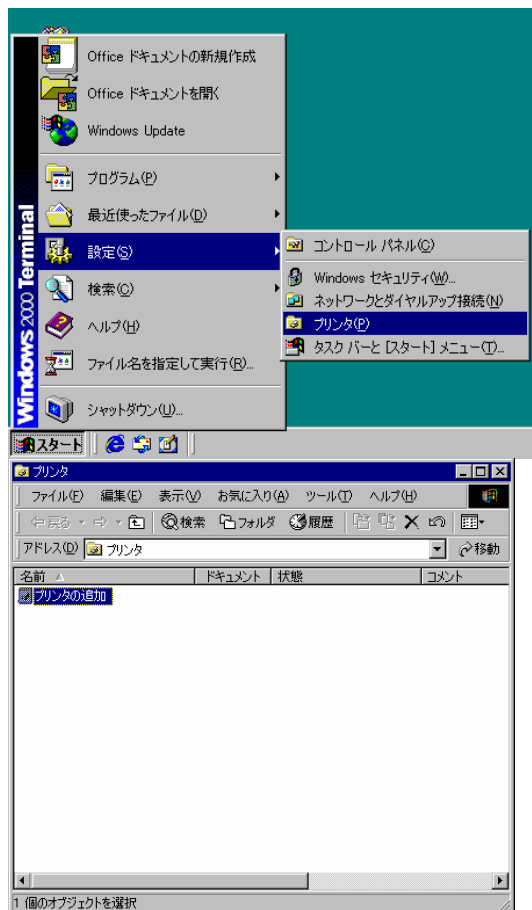 Office ドキュメントの新規作成
Office ドキュメントを開く
Windows Update
プログラム(P)
最近使ったファイル(D)
設定(S)
検索(C)
ヘルプ(H)
ファイル名を指定して実行(R)...
シャットダウン(U)...
Windows 2000 Terminal
コントロール パネル(C)
Windows セキュリティ(W)...
ネットワークとダイヤルアップ接続(N)
プリンタ(P)
タスク バーと [スタート] メニュー(T)...
スタート
プリンタ
ファイル(F) 編集(E) 表示(V) お気に入り(A) ツール(T) ヘルプ(H)
戻る 検索 フォルダ 履歴
アドレス(D) プリンタ 移動
名前 ドキュメント 状態 コメント
プリンタの追加
1 個のオブジェクトを選択